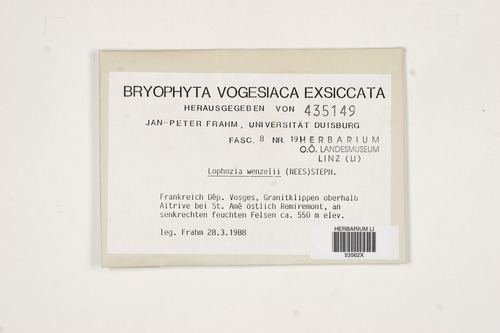 BRYOPHYTA VOGESIACA EXSICCATA
HERAUSGEGEBEN VON 435149
JAN-PETER FRAHM, UNIVERSITÄT DUISBURG
FASC. 8 NR. 191 HERBARIUM
O.Ö. LANDESMUSEUM
LINZ (LI)
Lophozia wenzelii (NEES)STEPH.
Frankreich Dép. Vosges, Granitklippen oberhalb
Aitrive bei St. Amé östlich Remiremont, an
senkrechten feuchten Felsen ca. 550 m elev.
leg. Frahm 28.3.1988
HERBARIUM LI
53562X